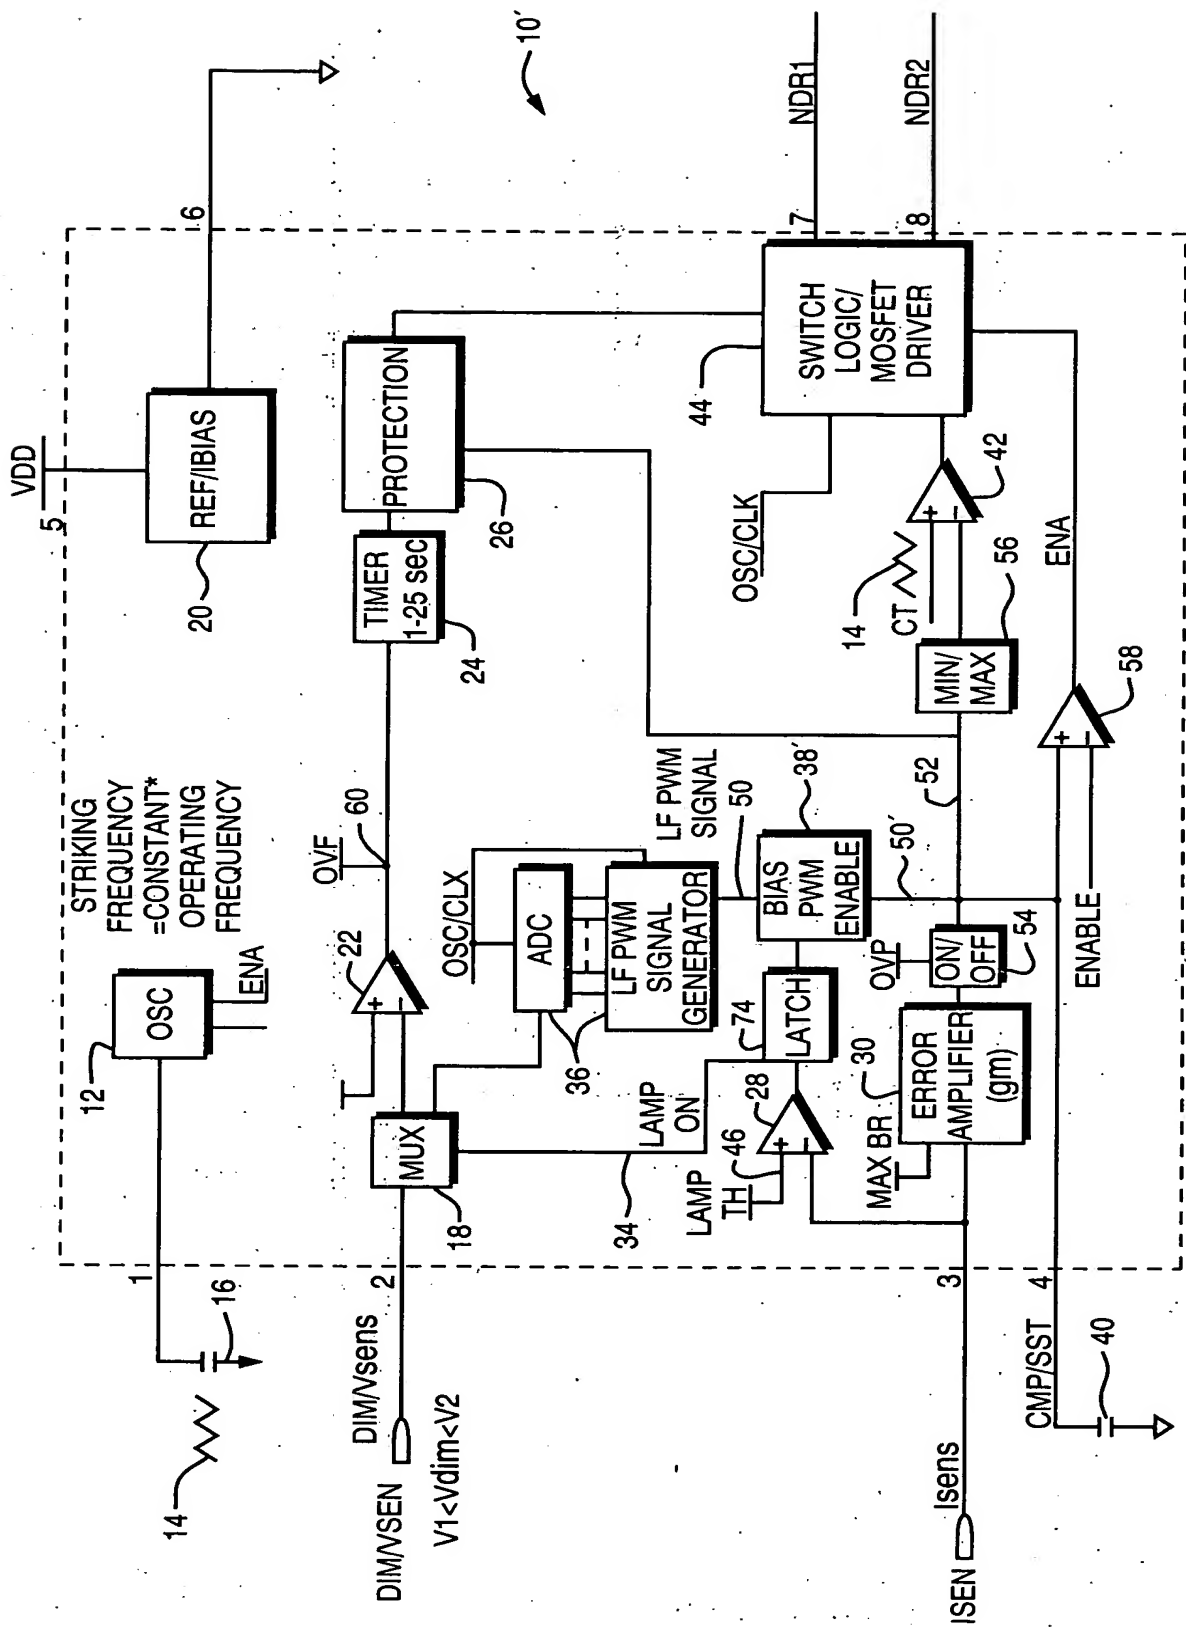 10'
VDD
5
6
REF/IBIAS
20
STRIKING
FREQUENCY
=CONSTANT*
OPERATING
FREQUENCY
OSC
12
ENA
1
16
14
DIM/VSEN
DIM/Vsens
V1<Vdim<V2
2
MUX
18
22
+
−
OVF
60
TIMER
1-25 sec
24
PROTECTION
26
OSC/CLX
ADC
36
LF PWM
SIGNAL
GENERATOR
LF PWM
SIGNAL
50
LAMP
ON
34
LAMP
TH
46
28
+
−
74
LATCH
BIAS
PWM
ENABLE
38'
50'
52
ISEN
Isens
3
MAX BR
30
ERROR
AMPLIFIER
(gm)
OVP
ON/
OFF
54
MIN/
MAX
56
14
CT
+
−
42
OSC/CLK
44
SWITCH
LOGIC/
MOSFET
DRIVER
7
NDR1
8
NDR2
CMP/SST
4
40
ENABLE
+
−
58
ENA